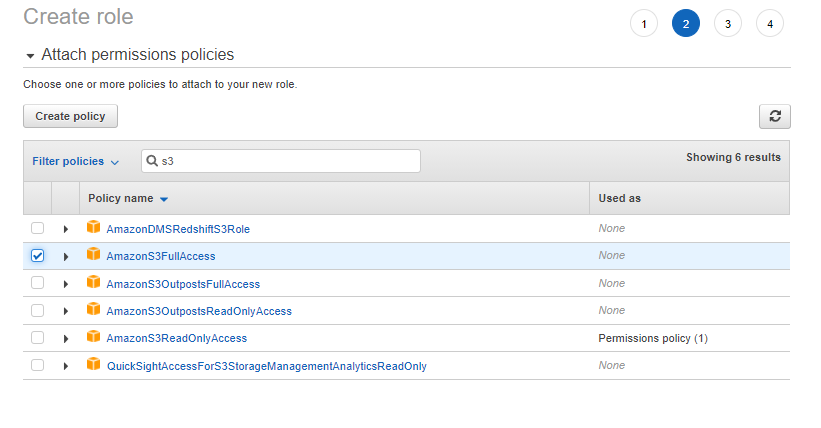 Create role
1 2 3 4
Attach permissions policies
Choose one or more policies to attach to your new role.
Create policy
Filter policies s3 Showing 6 results
Policy name Used as
AmazonDMSRedshiftS3Role None
AmazonS3FullAccess None
AmazonS3OutpostsFullAccess None
AmazonS3OutpostsReadOnlyAccess None
AmazonS3ReadOnlyAccess Permissions policy (1)
QuickSightAccessForS3StorageManagementAnalyticsReadOnly None